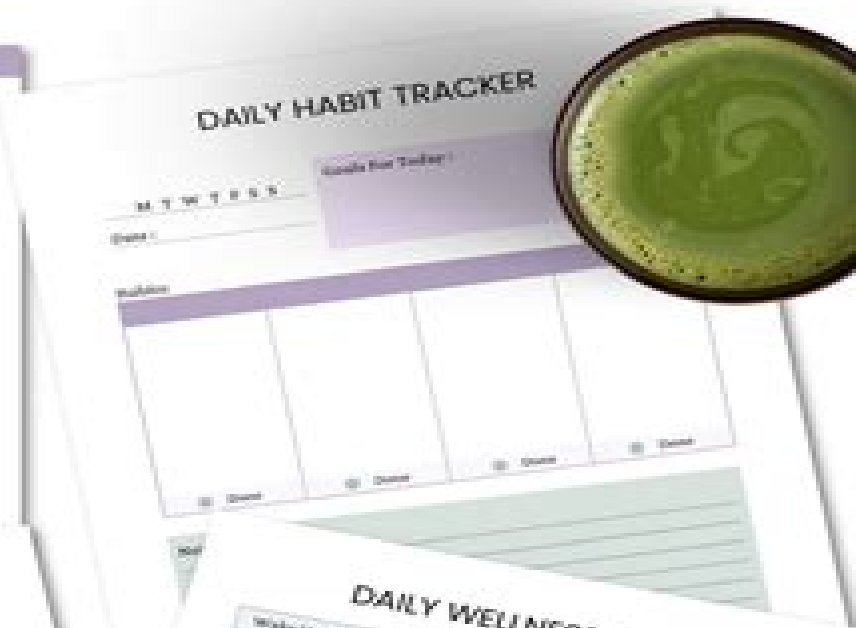 DAILY HABIT TRACKER
Goals For Today :
M T W T F S S
Date :
Habits
Done Done Done Done
DAILY WELLNESS